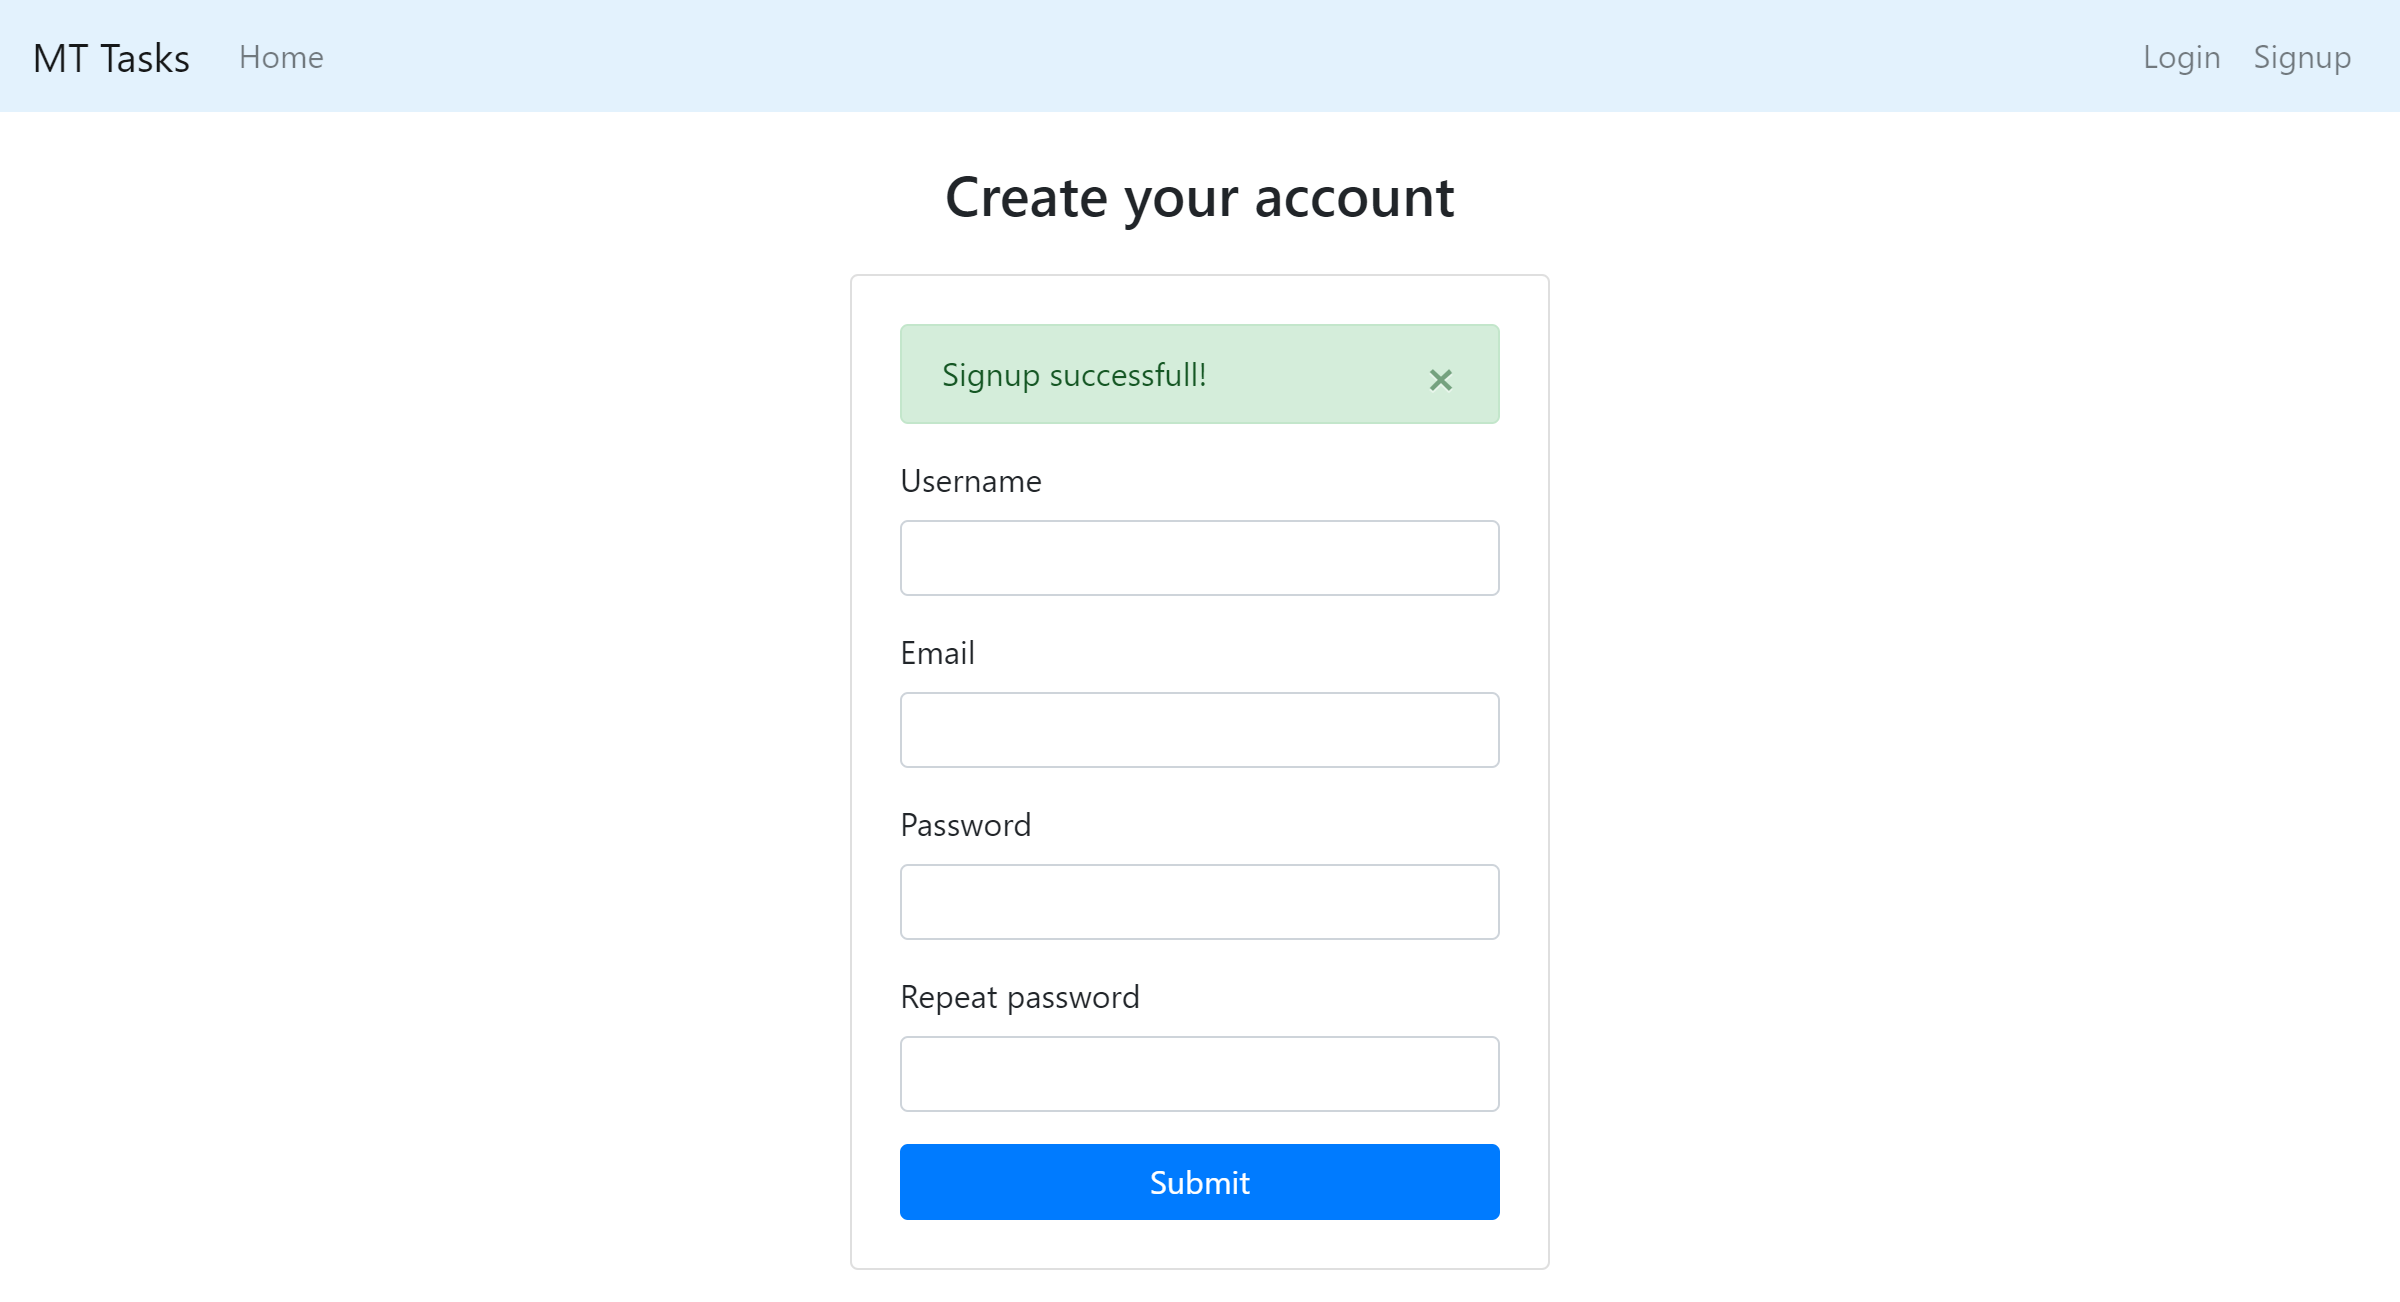 MT Tasks Home Login Signup
Create your account
Signup successfull! ×
Username
Email
Password
Repeat password
Submit